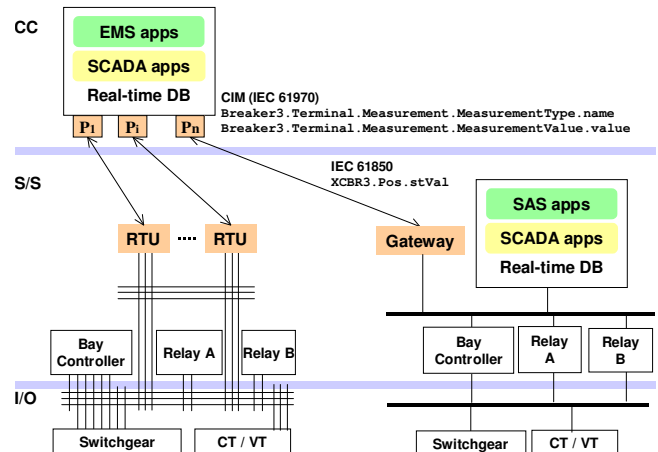 CC
EMS apps
SCADA apps
Real-time DB
P1 Pi Pn
CIM (IEC 61970)
Breaker3.Terminal.Measurement.MeasurementType.name
Breaker3.Terminal.Measurement.MeasurementValue.value
IEC 61850
XCBR3.Pos.stVal
S/S
SAS apps
SCADA apps
Real-time DB
RTU
RTU
Gateway
Bay
Controller
Relay A
Relay B
Bay
Controller
Relay
A
Relay
B
I/O
Switchgear
CT / VT
Switchgear
CT / VT